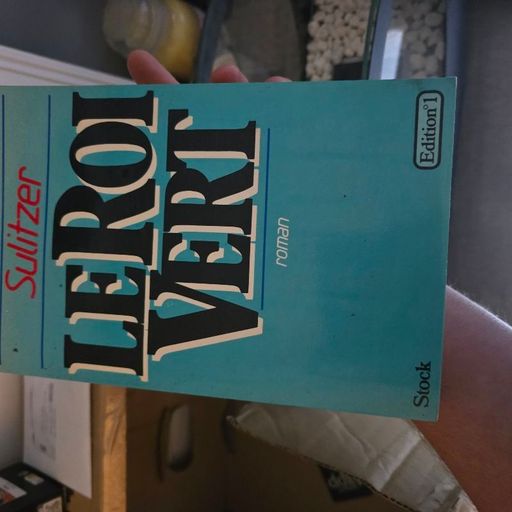 Sulitzer
LE ROI
VERT
roman
Edition°1
Stock